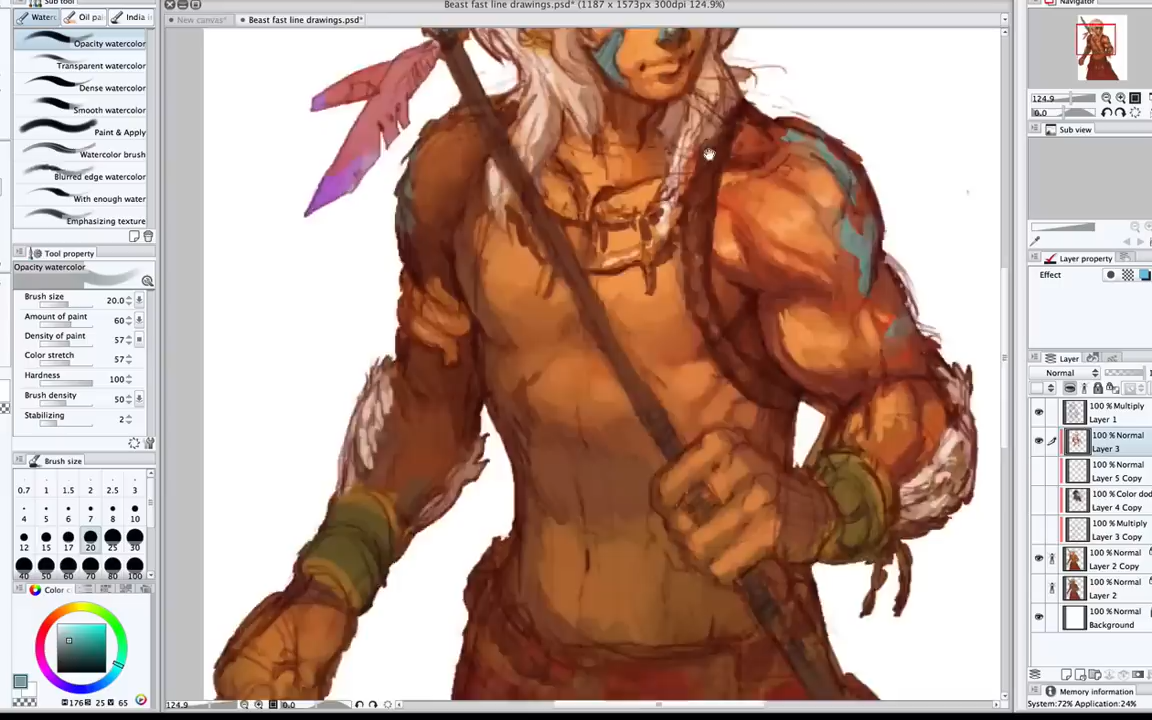 Beast fast line drawings.psd* (1187 x 1573px 300dpi 124.9%)
New canvas*
Beast fast line drawings.psd*
Sub tool
Waterc
Oil pai
India i
Opacity watercolor
Transparent watercolor
Dense watercolor
Smooth watercolor
Paint & Apply
Watercolor brush
Blurred edge watercolor
With enough water
Emphasizing texture
Tool property
Opacity watercolor
Brush size 20.0
Amount of paint 60
Density of paint 57
Color stretch 57
Hardness 100
Brush density 50
Stabilizing 2
Brush size
0.7 1 1.5 2 2.5 3
4 5 6 7 8 10
12 15 17 20 25 30
40 50 60 70 80 100
Color
176 S 25 V 65
124.9 0.0
Navigator
124.9
0.0
Sub view
Layer property
Effect
Layer
Normal
100 % Multiply
Layer 1
100 % Normal
Layer 3
100 % Normal
Layer 5 Copy
100 % Color dod
Layer 4 Copy
100 % Multiply
Layer 3 Copy
100 % Normal
Layer 2 Copy
100 % Normal
Layer 2
100 % Normal
Background
Memory information
System:72% Application:24%